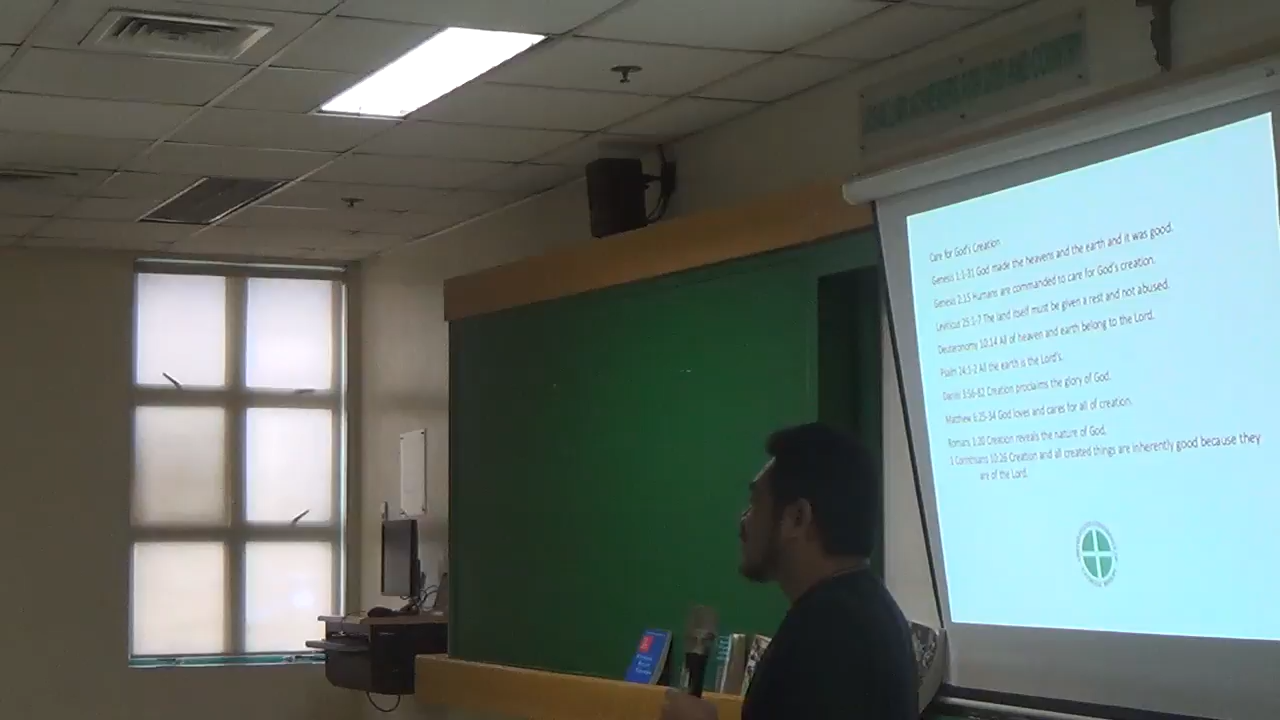 Care for God's Creation
Genesis 1:1-31 God made the heavens and the earth and it was good.
Genesis 2:15 Humans are commanded to care for God's creation.
Leviticus 25:1-7 The land itself must be given a rest and not abused.
Deuteronomy 10:14 All of heaven and earth belong to the Lord.
Psalm 24:1-2 All the earth is the Lord's.
Daniel 3:56-82 Creation proclaims the glory of God.
Matthew 6:25-34 God loves and cares for all of creation.
Romans 1:20 Creation reveals the nature of God.
1 Corinthians 10:26 Creation and all created things are inherently good because they
are of the Lord.